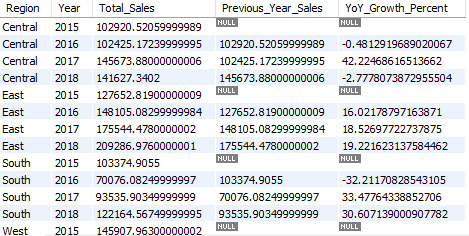 Region Year Total_Sales Previous_Year_Sales YoY_Growth_Percent
Central 2015 102920.52059999989 NULL NULL
Central 2016 102425.17239999995 102920.52059999989 -0.4812919689020067
Central 2017 145673.88000000006 102425.17239999995 42.22468616513662
Central 2018 141627.3402 145673.88000000006 -2.7778073872955504
East 2015 127652.81900000009 NULL NULL
East 2016 148105.08299999984 127652.81900000009 16.02178797163871
East 2017 175544.4780000002 148105.08299999984 18.52697722737875
East 2018 209286.9760000001 175544.4780000002 19.221623137584462
South 2015 103374.9055 NULL NULL
South 2016 70076.08249999997 103374.9055 -32.21170828543105
South 2017 93535.90499999999 70076.08249999997 33.47764338852706
South 2018 122164.56749999995 93535.90499999999 30.607139000907782
West 2015 145907.96300000002 NULL NULL